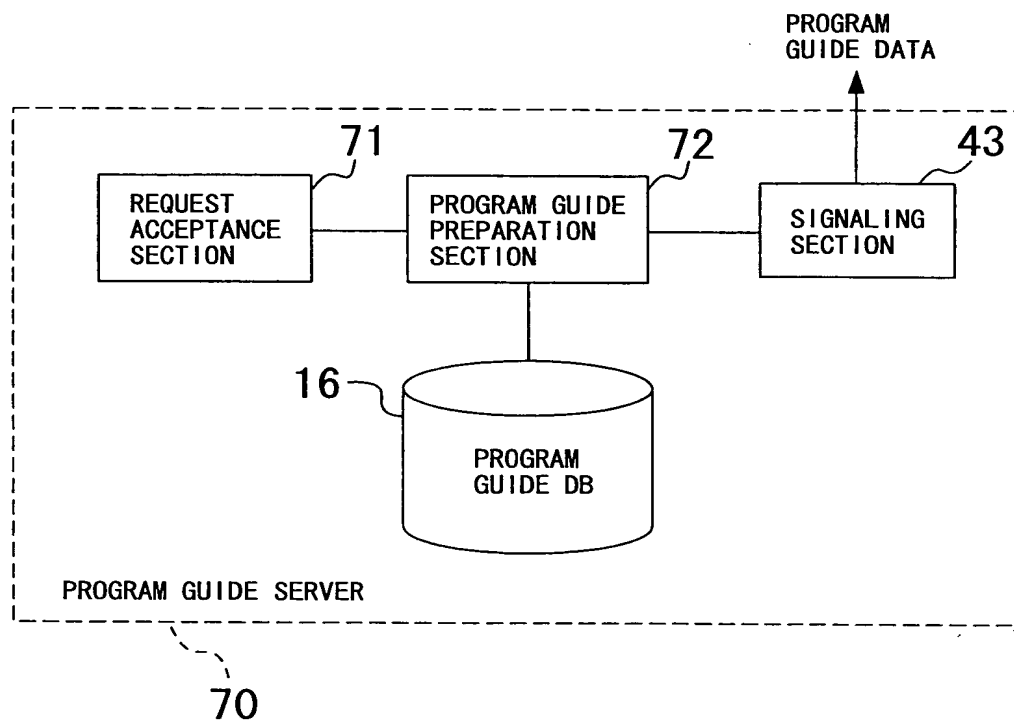 PROGRAM
GUIDE DATA
71
72
43
REQUEST
ACCEPTANCE
SECTION
PROGRAM GUIDE
PREPARATION
SECTION
SIGNALING
SECTION
16
PROGRAM
GUIDE DB
PROGRAM GUIDE SERVER
70